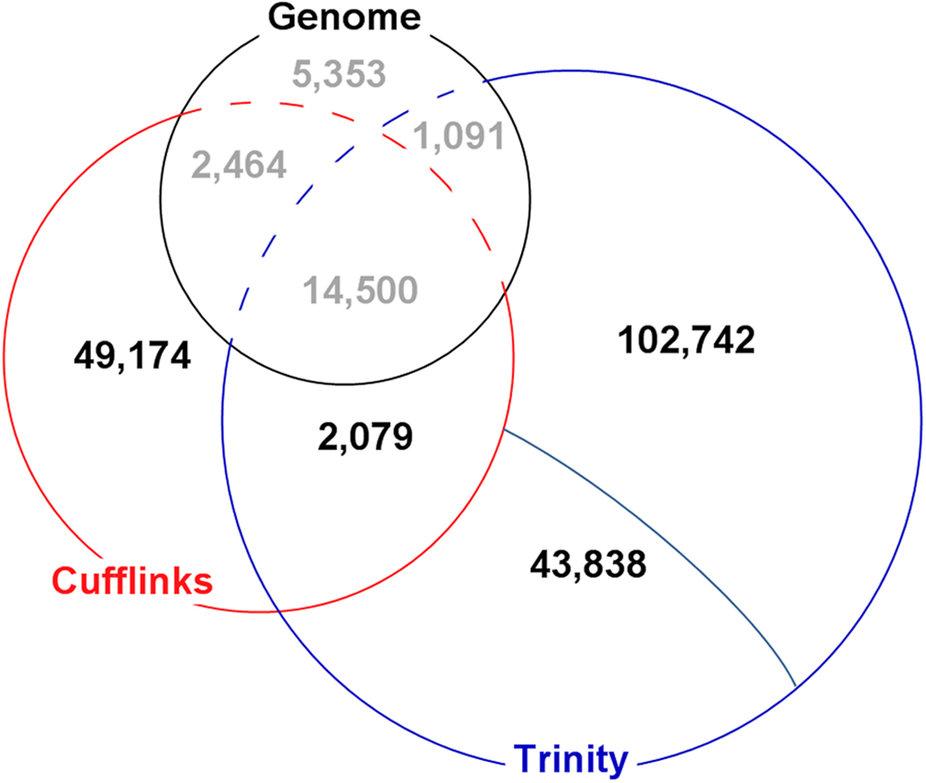 Genome
5,353
1,091
2,464
14,500
102,742
49,174
2,079
43,838
Cufflinks
Trinity